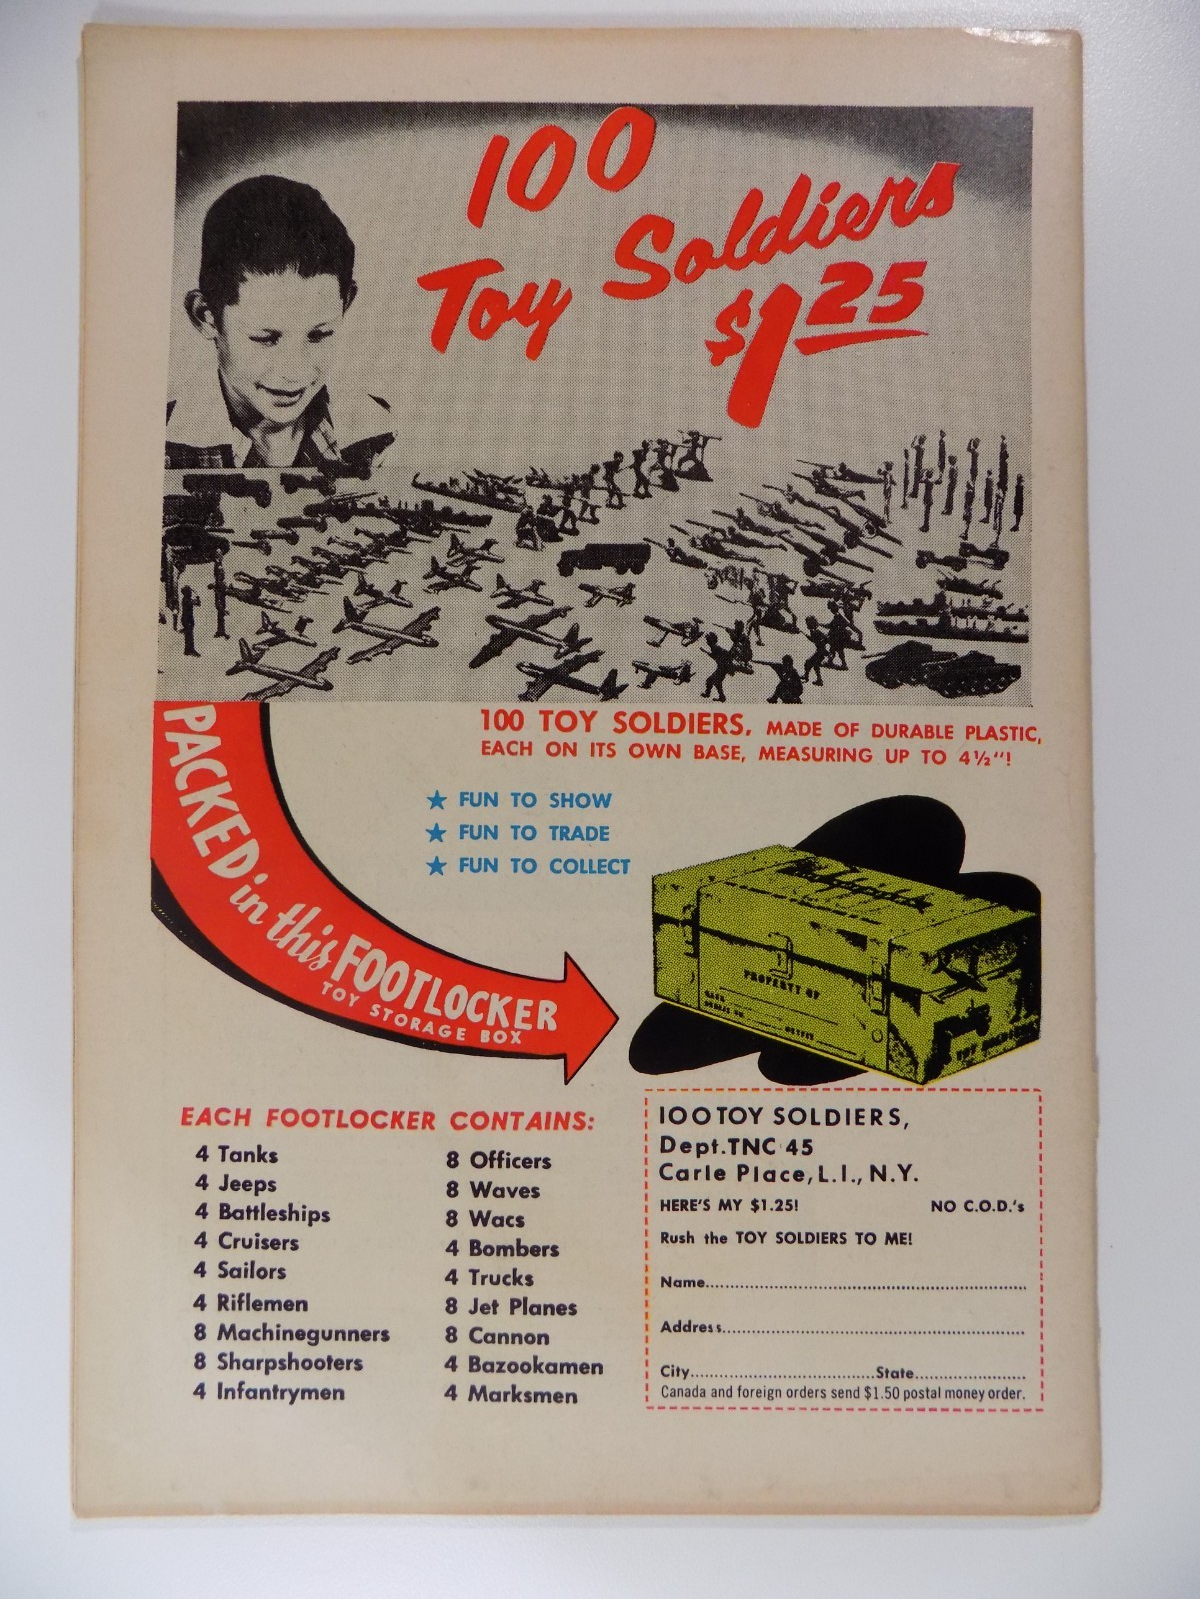 100
Toy Soldiers
$1.25
100 TOY SOLDIERS, MADE OF DURABLE PLASTIC,
EACH ON ITS OWN BASE, MEASURING UP TO 4½"!
★ FUN TO SHOW
★ FUN TO TRADE
★ FUN TO COLLECT
PACKED in this FOOTLOCKER
TOY STORAGE BOX
PROPERTY OF
EACH FOOTLOCKER CONTAINS:
4 Tanks
4 Jeeps
4 Battleships
4 Cruisers
4 Sailors
4 Riflemen
8 Machinegunners
8 Sharpshooters
4 Infantrymen
8 Officers
8 Waves
8 Wacs
4 Bombers
4 Trucks
8 Jet Planes
8 Cannon
4 Bazookamen
4 Marksmen
100 TOY SOLDIERS,
Dept. TNC 45
Carle Place, L.I., N.Y.
HERE'S MY $1.25! NO C.O.D.'s
Rush the TOY SOLDIERS TO ME!
Name
Address
City State
Canada and foreign orders send $1.50 postal money order.